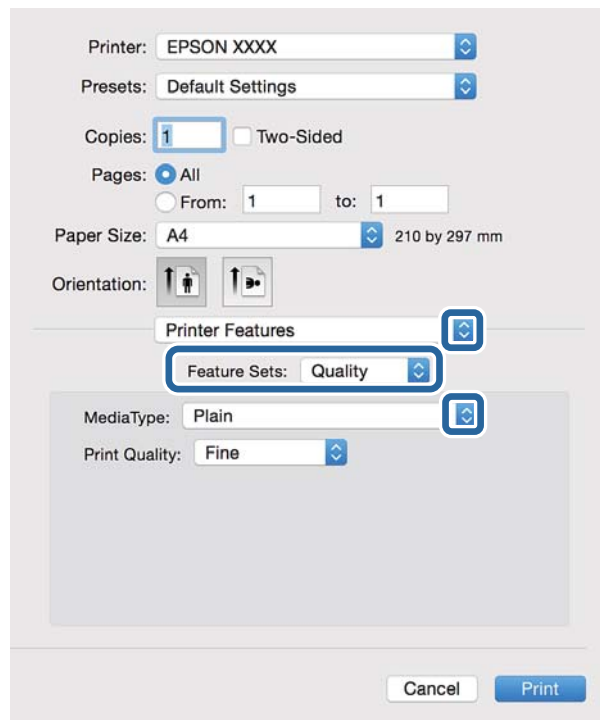 Printer: EPSON XXXX
Presets: Default Settings
Copies: 1 Two-Sided
Pages: All
From: 1 to: 1
Paper Size: A4 210 by 297 mm
Orientation:
Printer Features
Feature Sets: Quality
MediaType: Plain
Print Quality: Fine
Cancel Print